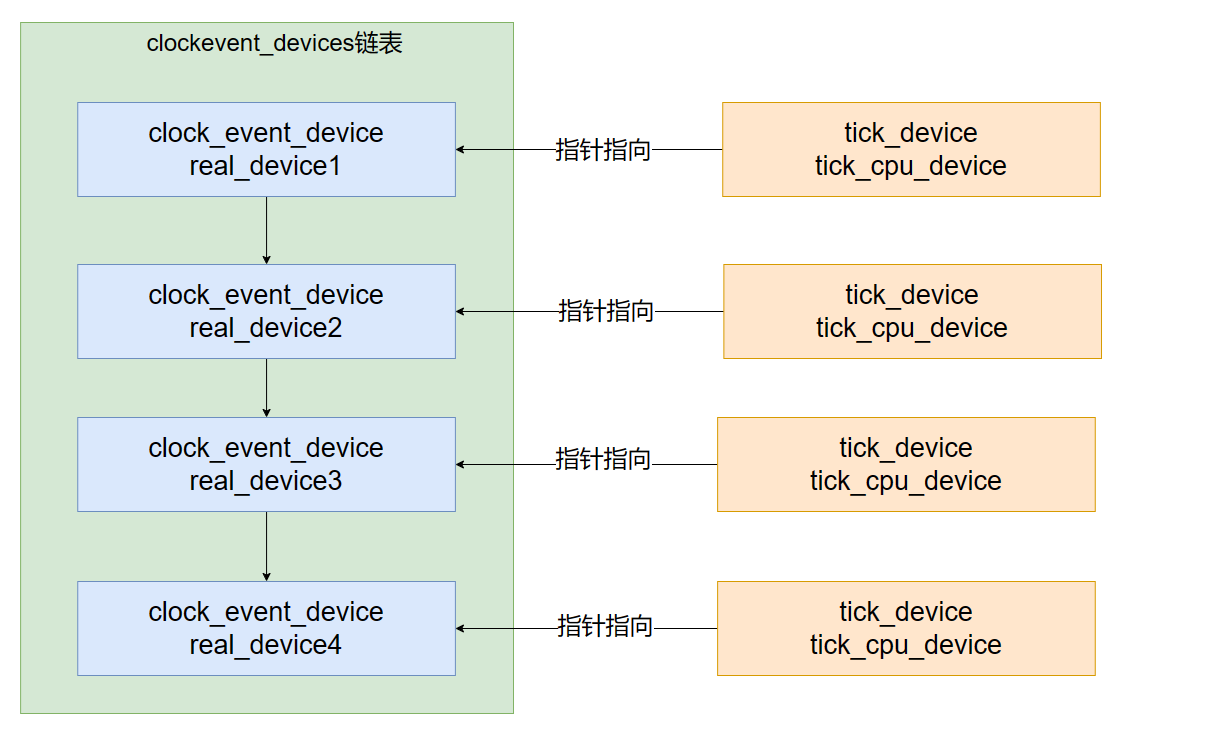 clockevent_devices链表
clock_event_device
real_device1
指针指向
tick_device
tick_cpu_device
clock_event_device
real_device2
指针指向
tick_device
tick_cpu_device
clock_event_device
real_device3
指针指向
tick_device
tick_cpu_device
clock_event_device
real_device4
指针指向
tick_device
tick_cpu_device